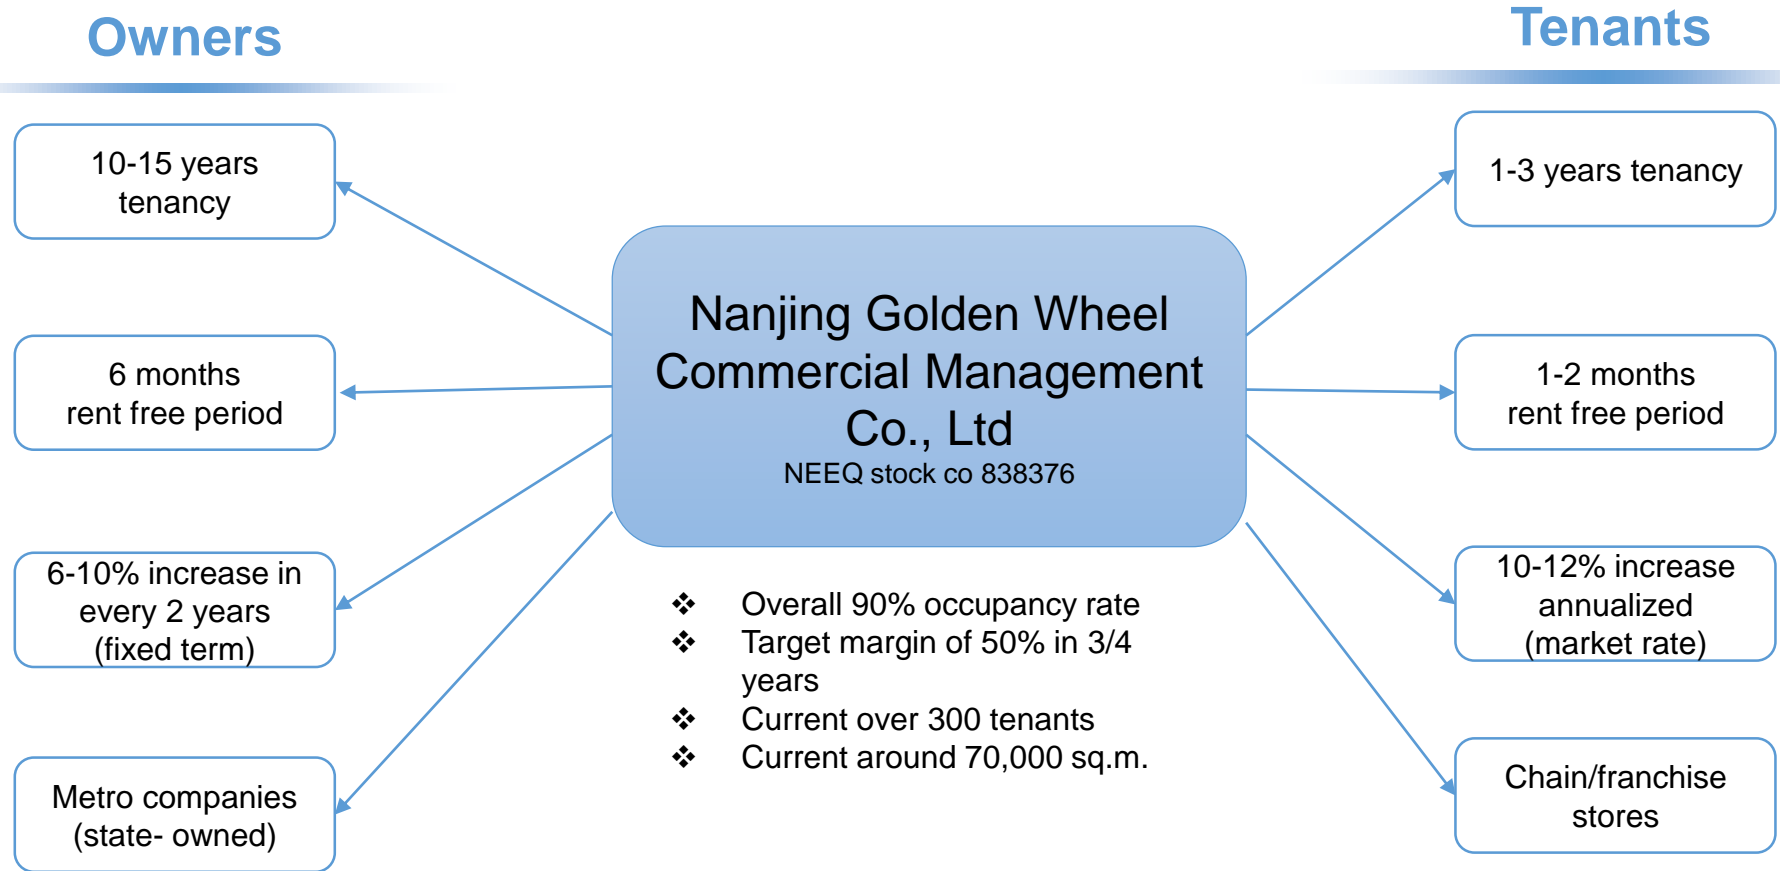 Owners
10-15 years
tenancy
6 months
rent free period
6-10% increase in
every 2 years
(fixed term)
Metro companies
(state- owned)
Nanjing Golden Wheel
Commercial Management
Co., Ltd
NEEQ stock co 838376
❖ Overall 90% occupancy rate
❖ Target margin of 50% in 3/4
years
❖ Current over 300 tenants
❖ Current around 70,000 sq.m.
Tenants
1-3 years tenancy
1-2 months
rent free period
10-12% increase
annualized
(market rate)
Chain/franchise
stores